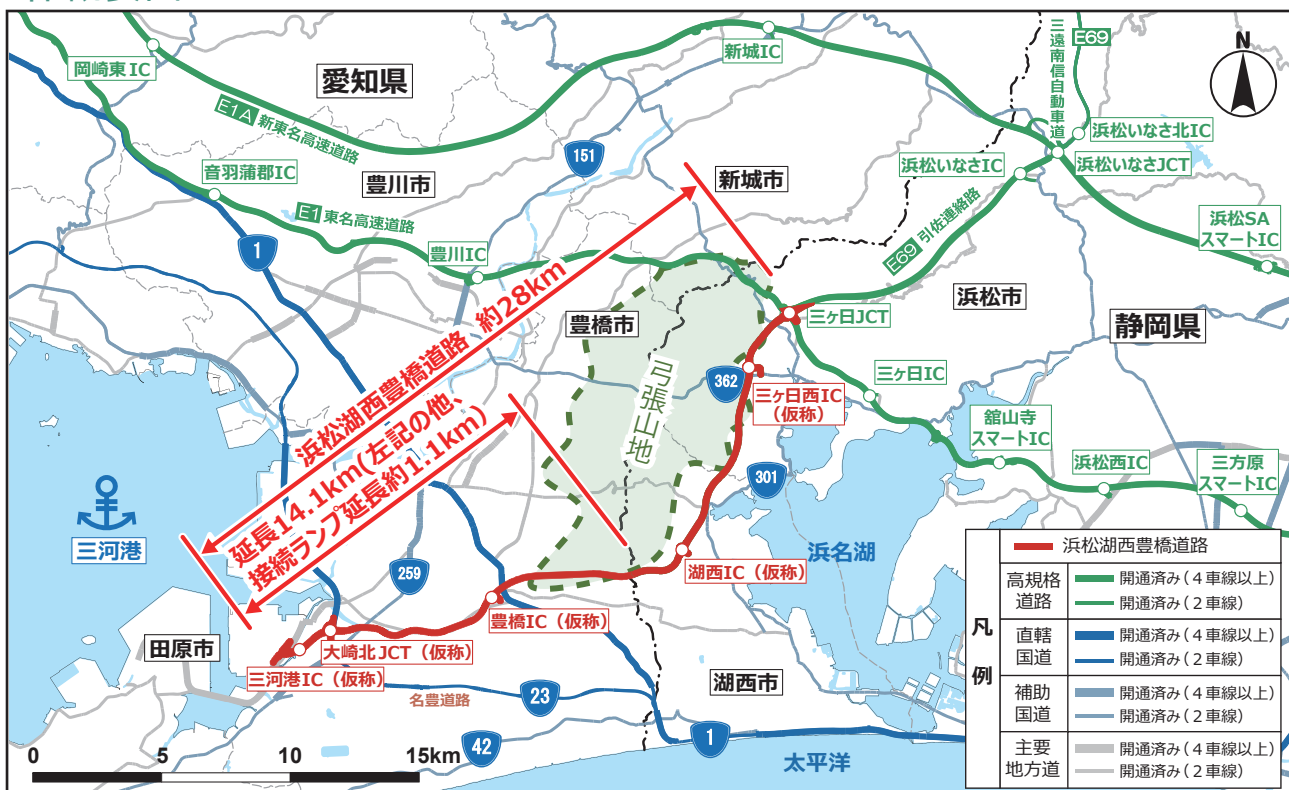 岡崎東IC
愛知県
新城IC
三遠南信自動車道
E69
N
E1A 新東名高速道路
151
浜松いなさ北IC
浜松いなさIC
浜松いなさJCT
音羽蒲郡IC
豊川市
新城市
E1 東名高速道路
1
豊川IC
E69 引佐連絡路
浜松SA
スマートIC
浜松市
静岡県
浜松湖西豊橋道路 約28km
豊橋市
三ヶ日JCT
弓張山地
362
三ヶ日西IC
(仮称)
三ヶ日IC
延長14.1km(左記の他、
接続ランプ延長約1.1km)
舘山寺
スマートIC
浜松西IC
三方原
スマートIC
301
三河港
浜名湖
259
湖西IC(仮称)
豊橋IC(仮称)
田原市
大崎北JCT(仮称)
三河港IC(仮称)
湖西市
名豊道路
23
42
1
太平洋
0 5 10 15km
浜松湖西豊橋道路
凡例
高規格
道路
開通済み(4車線以上)
開通済み(2車線)
直轄
国道
開通済み(4車線以上)
開通済み(2車線)
補助
国道
開通済み(4車線以上)
開通済み(2車線)
主要
地方道
開通済み(4車線以上)
開通済み(2車線)